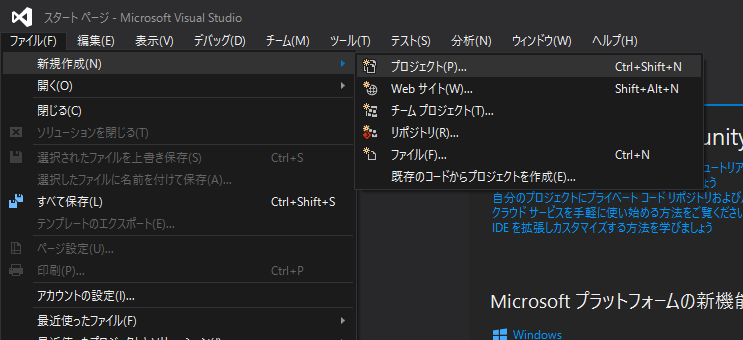 スタート ページ - Microsoft Visual Studio
ファイル(F) 編集(E) 表示(V) デバッグ(D) チーム(M) ツール(T) テスト(S) 分析(N) ウィンドウ(W) ヘルプ(H)
新規作成(N)
開く(O)
閉じる(C)
ソリューションを閉じる(T)
選択されたファイルを上書き保存(S) Ctrl+S
選択したファイルに名前を付けて保存(A)...
すべて保存(L) Ctrl+Shift+S
テンプレートのエクスポート(E)...
ページ設定(U)...
印刷(P)... Ctrl+P
アカウントの設定(I)...
最近使ったファイル(F)
プロジェクト(P)... Ctrl+Shift+N
Web サイト(W)... Shift+Alt+N
チーム プロジェクト(T)...
リポジトリ(R)...
ファイル(F)... Ctrl+N
既存のコードからプロジェクトを作成(E)...
unity
自分のプロジェクトにプライベート コード リポジトリおよび
クラウド サービスを手軽に使い始める方法をご覧ください
IDE を拡張しカスタマイズする方法を学びましょう
Microsoft プラットフォームの新機能
Windows